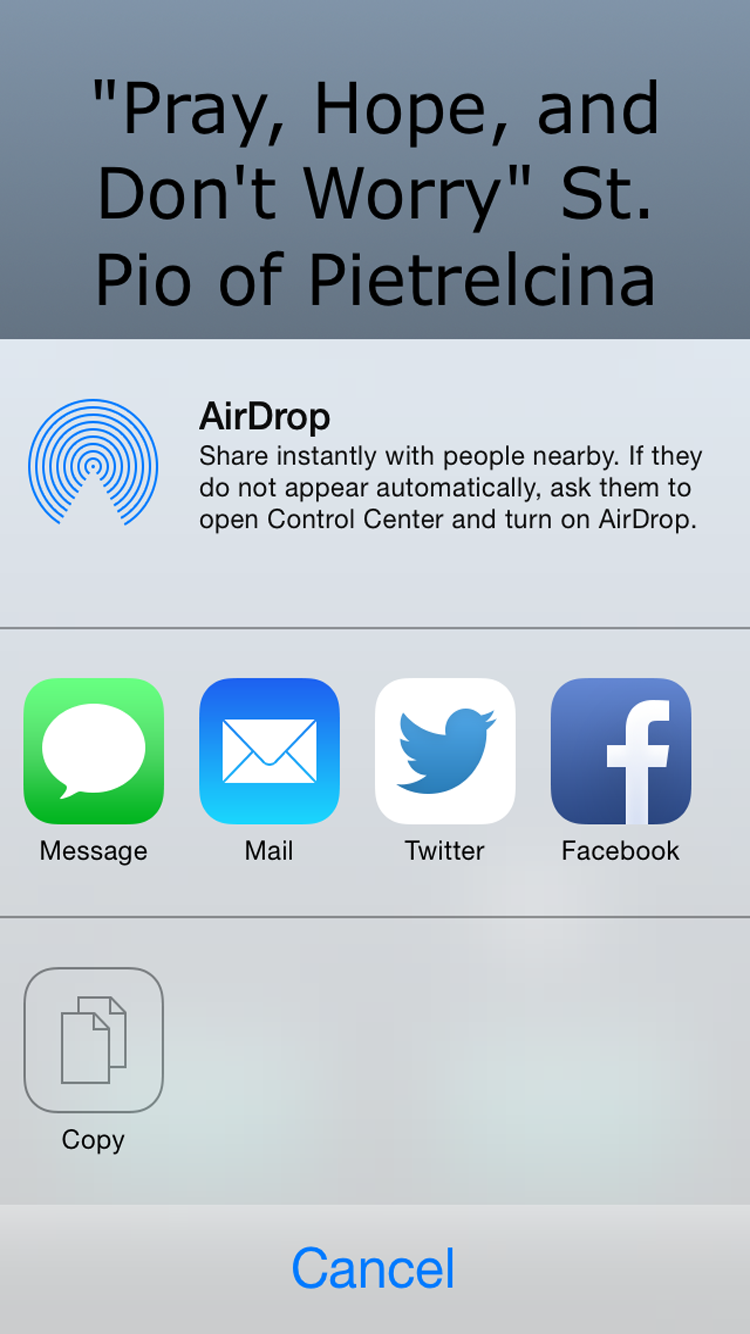 "Pray, Hope, and
Don't Worry" St.
Pio of Pietrelcina
AirDrop
Share instantly with people nearby. If they
do not appear automatically, ask them to
open Control Center and turn on AirDrop.
Message
Mail
Twitter
Facebook
Copy
Cancel